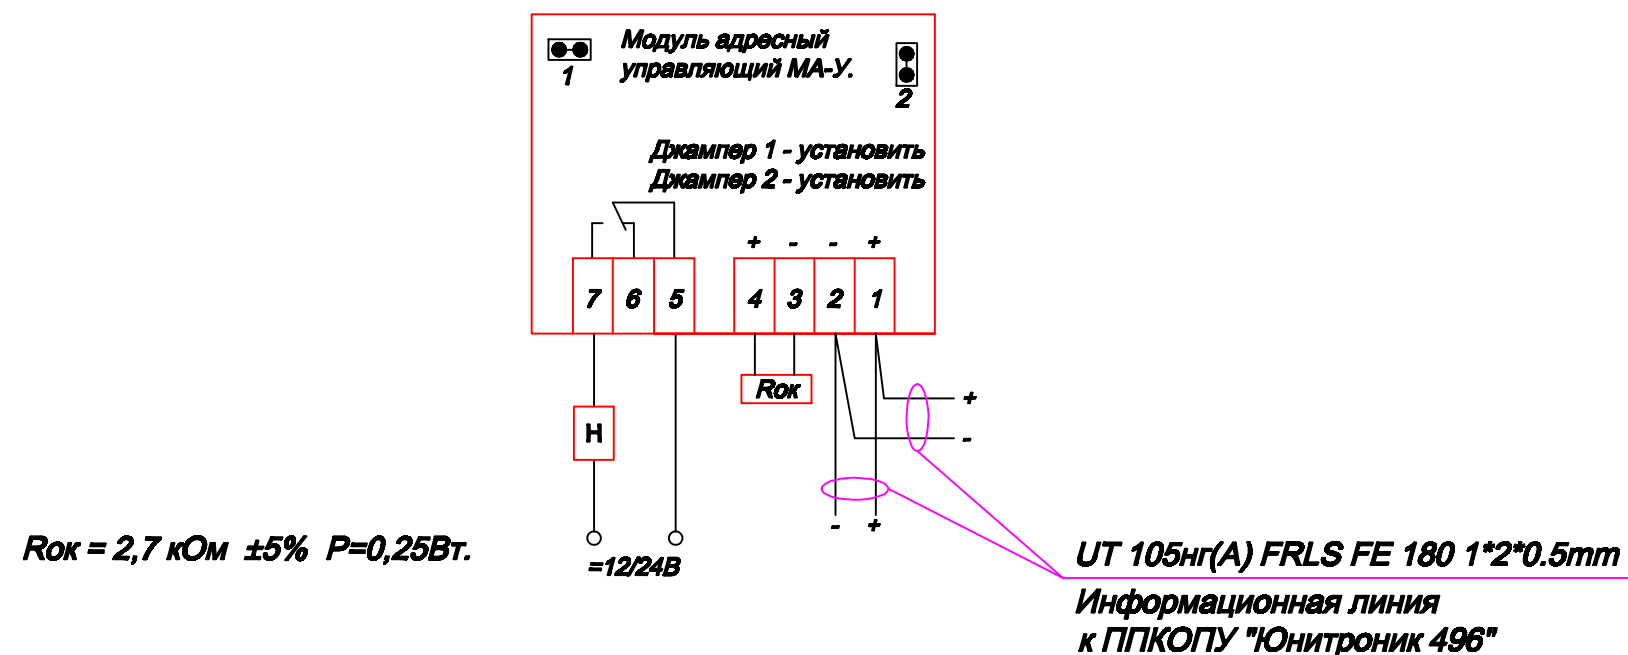 Модуль адресный
управляющий МА-У.
1
2
Джампер 1 - установить
Джампер 2 - установить
+ - - +
7 6 5 4 3 2 1
Rок
+
Н
-
- +
Rок = 2,7 кОм ±5% P=0,25Вт.
=12/24В
UT 105нг(А) FRLS FE 180 1*2*0.5mm
Информационная линия
к ППКОПУ "Юнитроник 496"